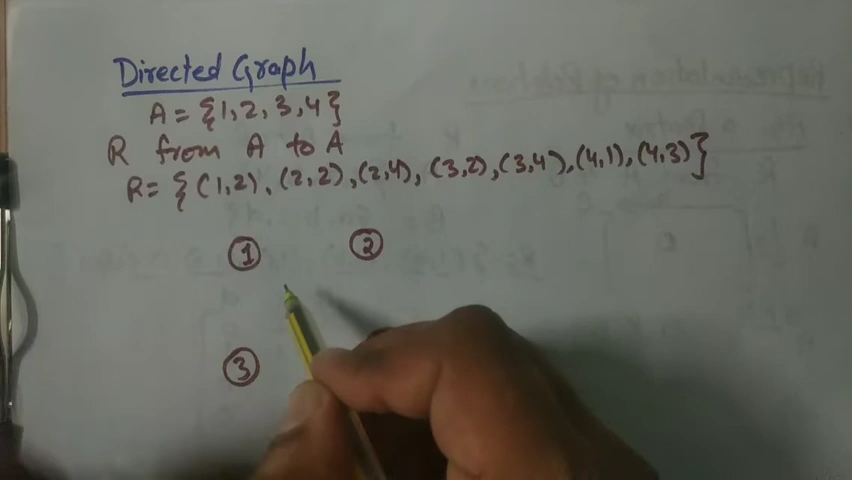 Directed Graph
A = {1,2,3,4}
R from A to A
R = {(1,2), (2,2), (2,4), (3,2), (3,4), (4,1), (4,3)}
1 2
3